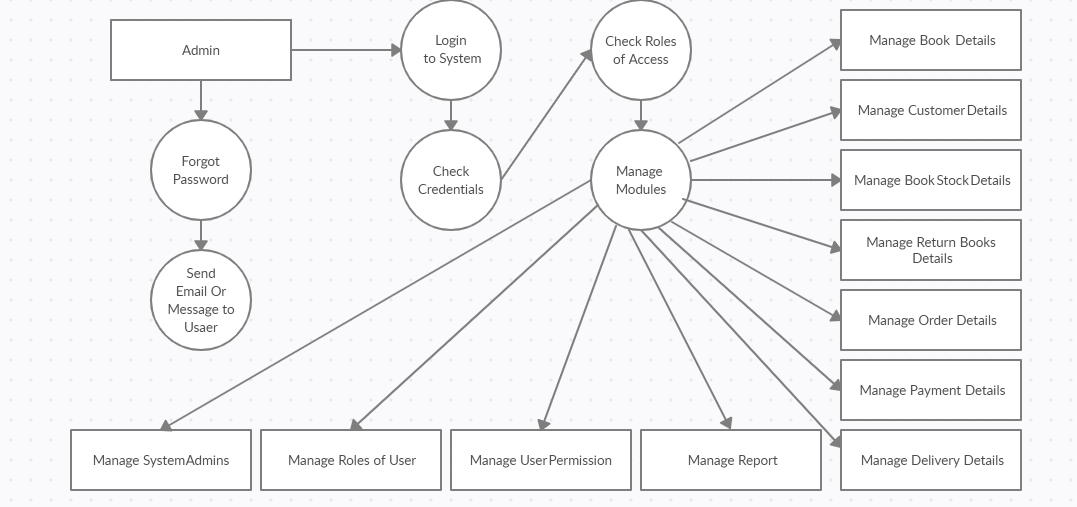 Admin
Login
to System
Check Roles
of Access
Manage Book Details
Manage Customer Details
Forgot
Password
Check
Credentials
Manage
Modules
Manage Book Stock Details
Manage Return Books
Details
Send
Email Or
Message to
Usaer
Manage Order Details
Manage Payment Details
Manage System Admins
Manage Roles of User
Manage User Permission
Manage Report
Manage Delivery Details